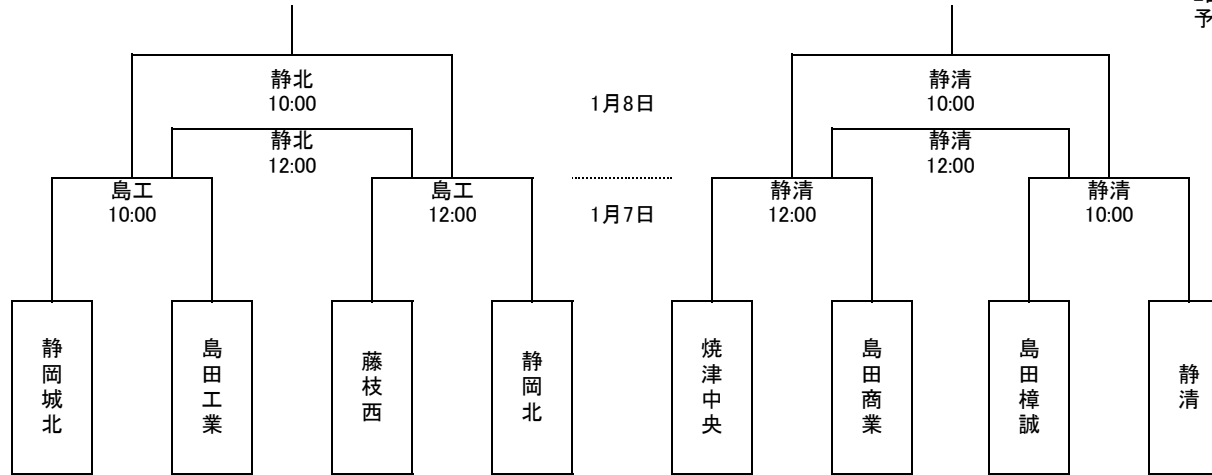 予
静北
10:00
1月8日
静清
10:00
静北
12:00
静清
12:00
島工
10:00
島工
12:00
1月7日
静清
12:00
静清
10:00
静岡城北
島田工業
藤枝西
静岡北
焼津中央
島田商業
島田樟誠
静清